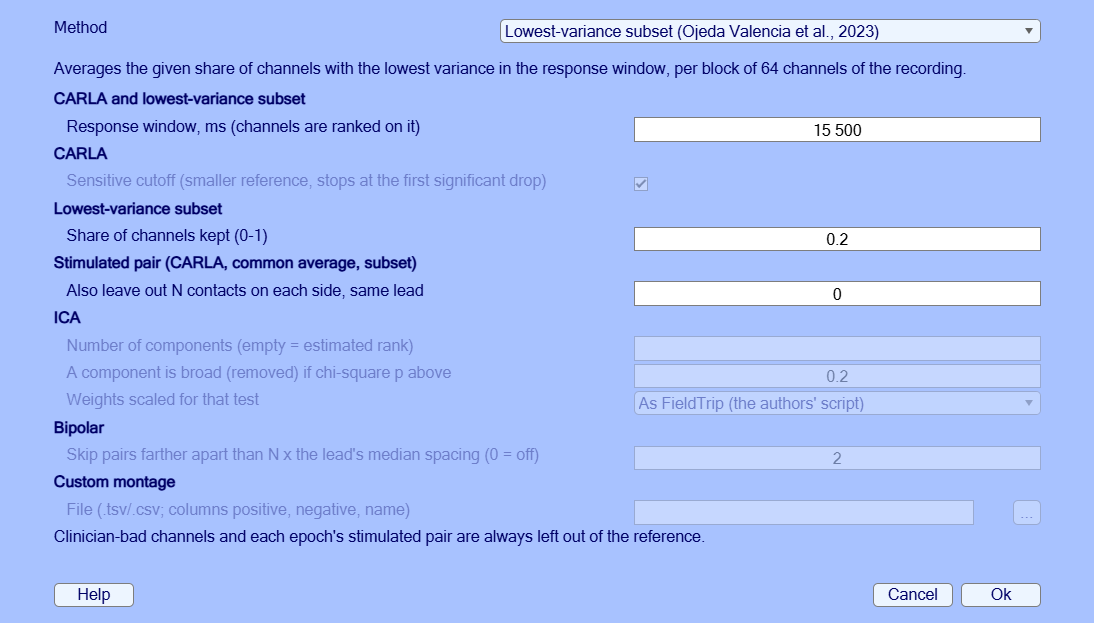 Method
Lowest-variance subset (Ojeda Valencia et al., 2023)
Averages the given share of channels with the lowest variance in the response window, per block of 64 channels of the recording.
CARLA and lowest-variance subset
Response window, ms (channels are ranked on it)
15 500
CARLA
Sensitive cutoff (smaller reference, stops at the first significant drop)
Lowest-variance subset
Share of channels kept (0-1)
0.2
Stimulated pair (CARLA, common average, subset)
Also leave out N contacts on each side, same lead
0
ICA
Number of components (empty = estimated rank)
A component is broad (removed) if chi-square p above
0.2
Weights scaled for that test
As FieldTrip (the authors' script)
Bipolar
Skip pairs farther apart than N x the lead's median spacing (0 = off)
2
Custom montage
File (.tsv/.csv; columns positive, negative, name)
...
Clinician-bad channels and each epoch's stimulated pair are always left out of the reference.
Help
Cancel
Ok